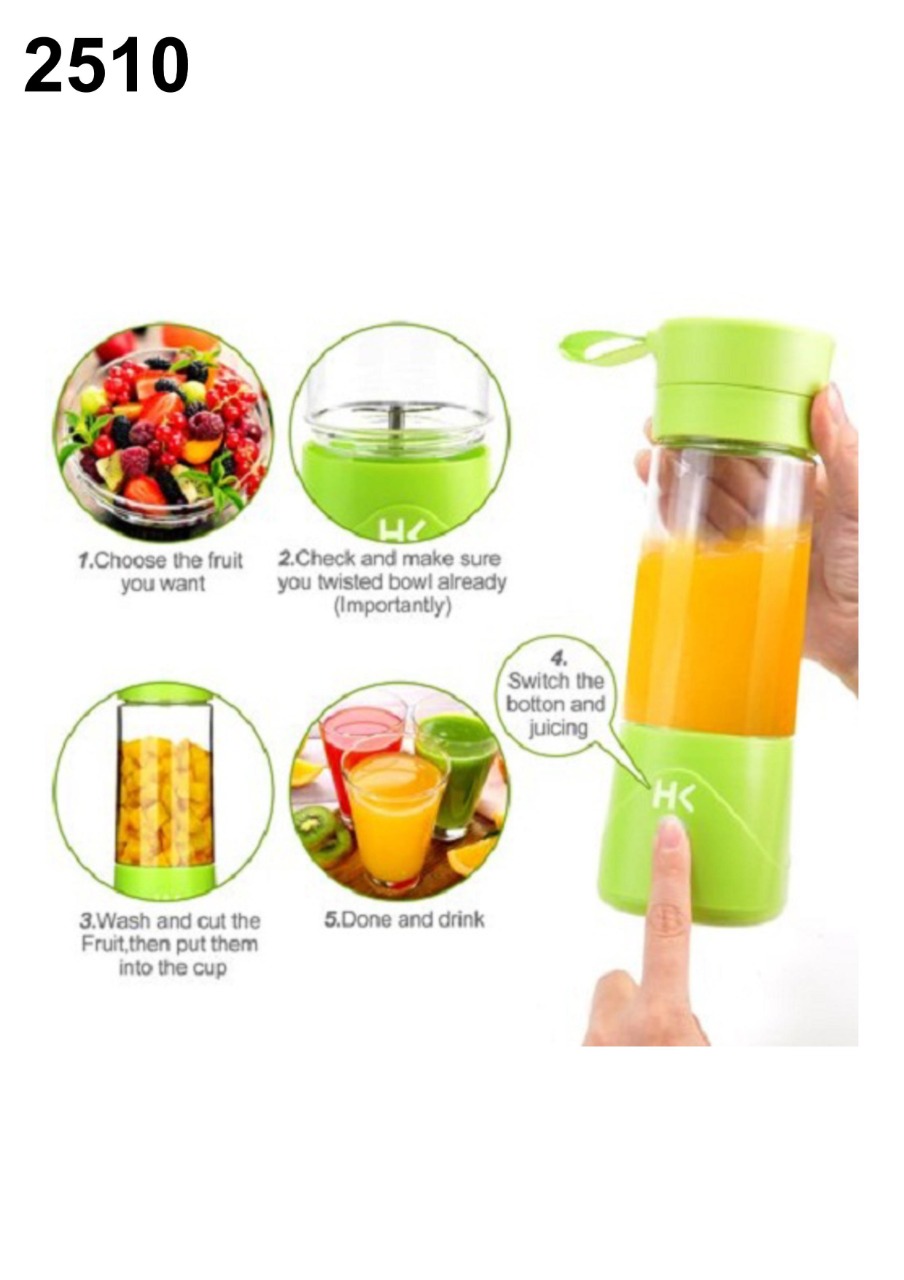 2510
1.Choose the fruit
you want
HK
2.Check and make sure
you twisted bowl already
(Importantly)
3.Wash and cut the
Fruit,then put them
into the cup
4.
Switch the
botton and
juicing
HK
5.Done and drink